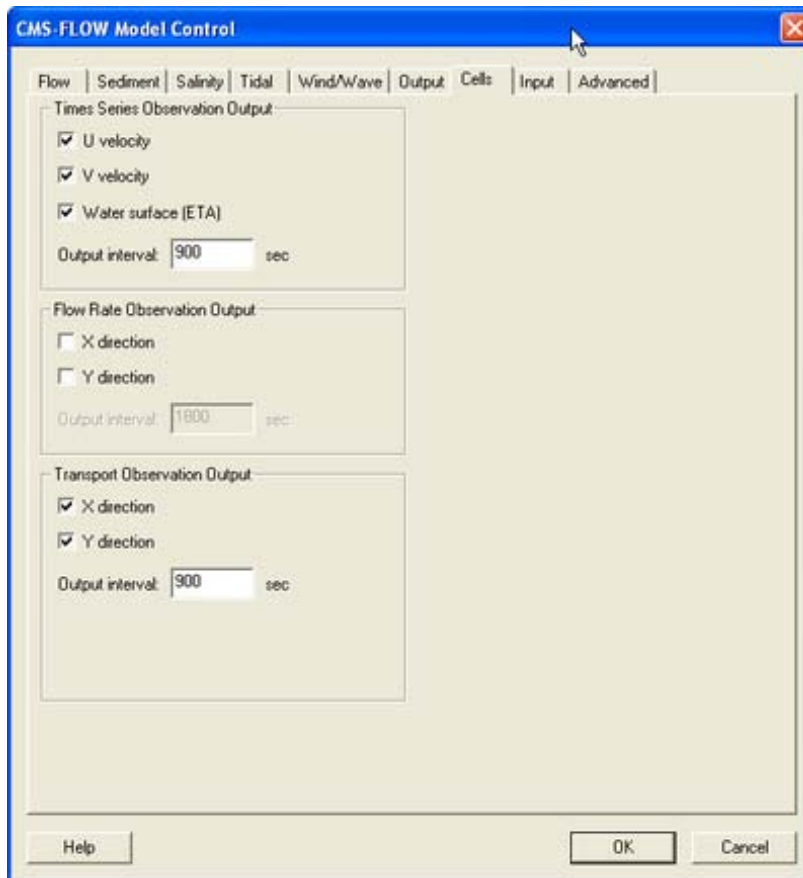 CMS-FLOW Model Control
Flow Sediment Salinity Tidal Wind/Wave Output Cells Input Advanced
Times Series Observation Output
U velocity
V velocity
Water surface (ETA)
Output interval: 900 sec
Flow Rate Observation Output
X direction
Y direction
Output interval: 1800 sec
Transport Observation Output
X direction
Y direction
Output interval: 900 sec
Help OK Cancel